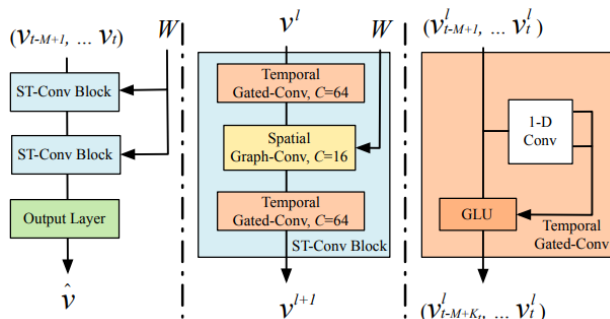 (v_{t-M+1}, ... v_t)
W
ST-Conv Block
ST-Conv Block
Output Layer
v̂
v^l
W
Temporal
Gated-Conv, C=64
Spatial
Graph-Conv, C=16
Temporal
Gated-Conv, C=64
ST-Conv Block
v^{l+1}
(v^l_{t-M+1}, ... v^l_t)
1-D
Conv
GLU
Temporal
Gated-Conv
(v^l_{t-M+K_t}, ... v^l_t)